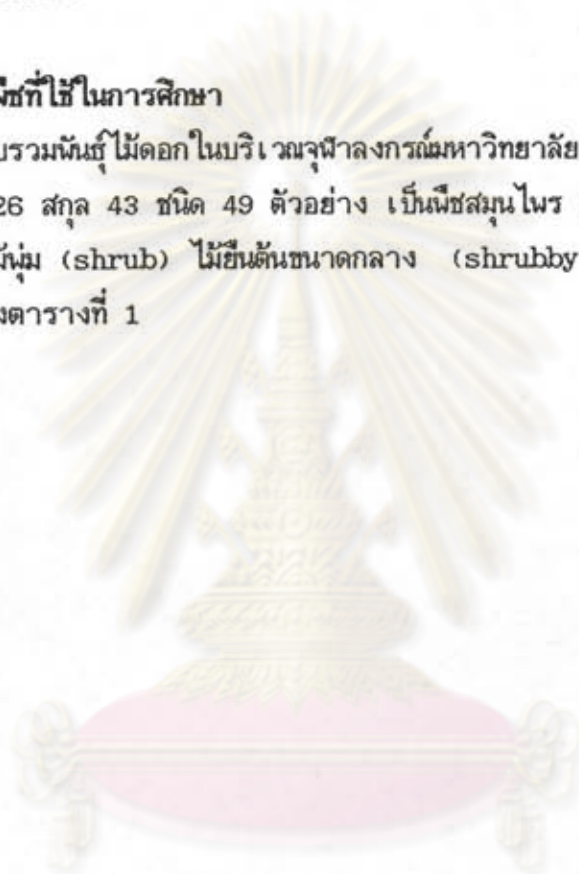 พืชที่ใช้ในการศึกษา
บรวมพันธุ์ไม้ดอกในบริเวณจุฬาลงกรณ์มหาวิทยาลัย
26 สกุล 43 ชนิด 49 ตัวอย่าง เป็นพืชสมุนไพร
ม้พุ่ม (shrub) ไม้ยืนต้นขนาดกลาง (shrubby
งตารางที่ 1